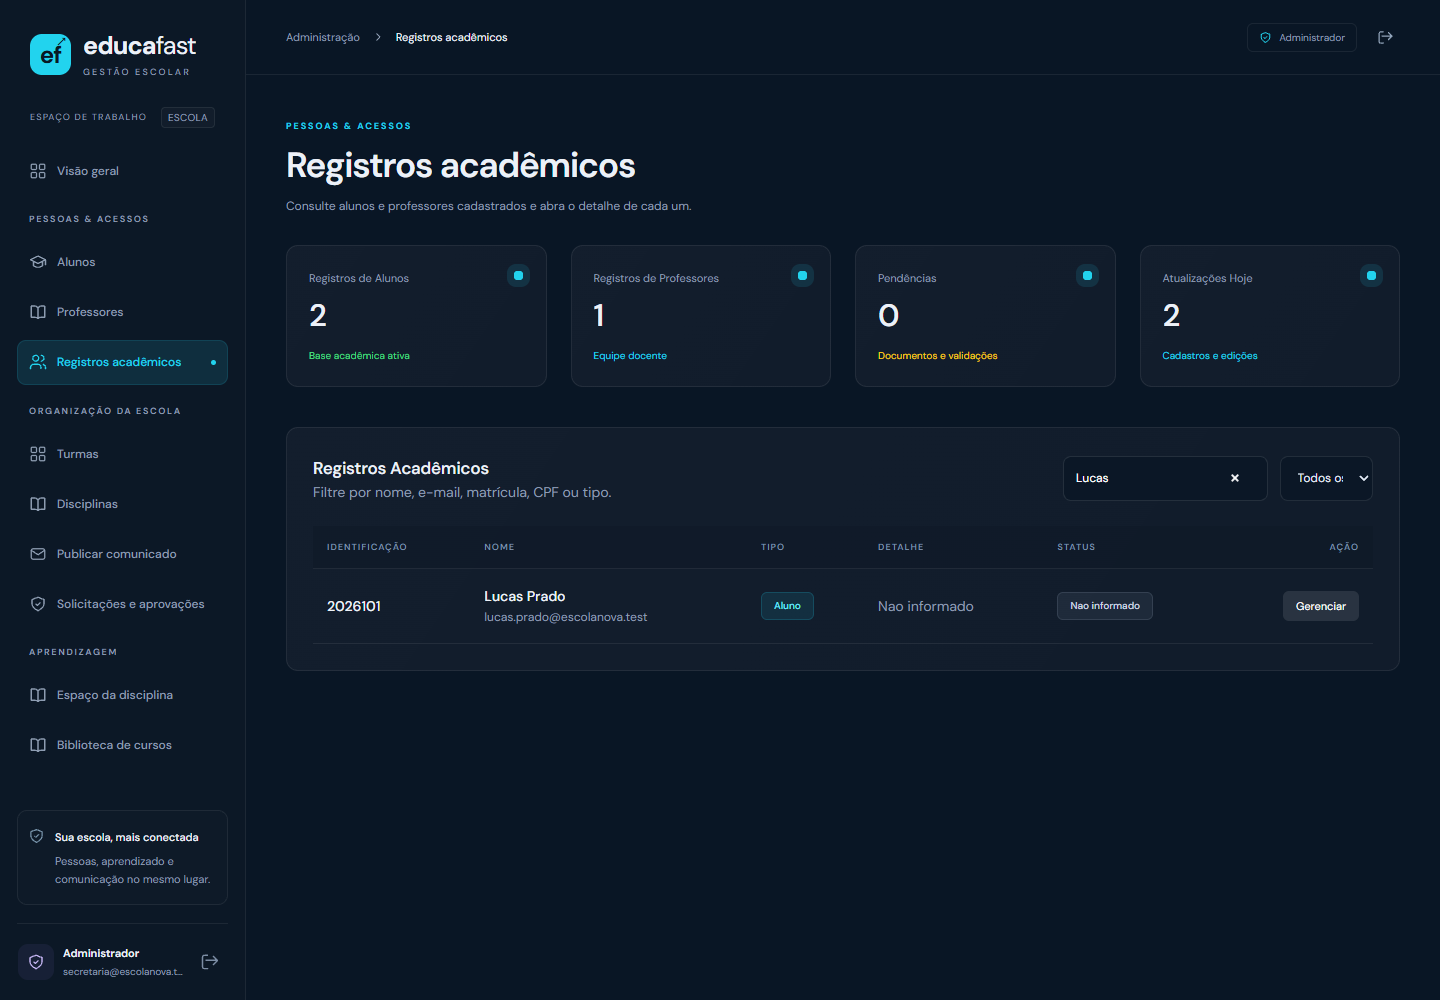 ef educafast
GESTÃO ESCOLAR
ESPAÇO DE TRABALHO ESCOLA
Visão geral
PESSOAS & ACESSOS
Alunos
Professores
Registros acadêmicos
ORGANIZAÇÃO DA ESCOLA
Turmas
Disciplinas
Publicar comunicado
Solicitações e aprovações
APRENDIZAGEM
Espaço da disciplina
Biblioteca de cursos
Sua escola, mais conectada
Pessoas, aprendizado e
comunicação no mesmo lugar.
Administrador
secretaria@escolanova.t...
Administração > Registros acadêmicos
Administrador
PESSOAS & ACESSOS
Registros acadêmicos
Consulte alunos e professores cadastrados e abra o detalhe de cada um.
Registros de Alunos
2
Base acadêmica ativa
Registros de Professores
1
Equipe docente
Pendências
0
Documentos e validações
Atualizações Hoje
2
Cadastros e edições
Registros Acadêmicos
Filtre por nome, e-mail, matrícula, CPF ou tipo.
Lucas
Todos os
IDENTIFICAÇÃO NOME TIPO DETALHE STATUS AÇÃO
2026101
Lucas Prado
lucas.prado@escolanova.test
Aluno
Nao informado
Nao informado
Gerenciar